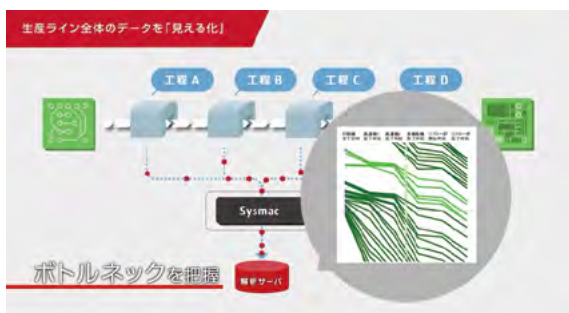 生産ライン全体のデータを「見える化」
工程 A
工程 B
工程 C
工程 D
Sysmac
ボトルネックを把握
解析サーバ